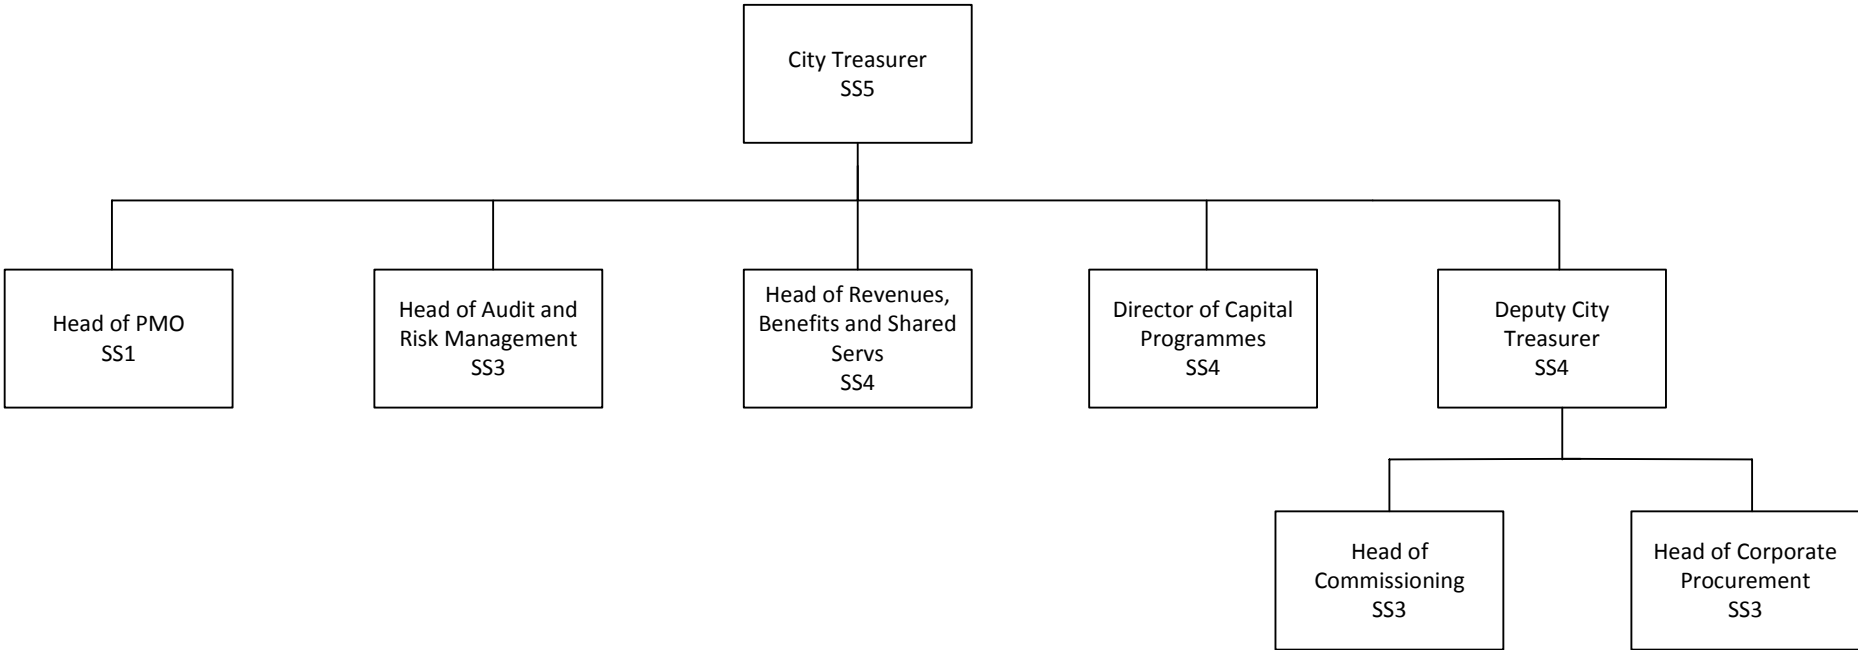 City Treasurer
SS5
Head of PMO
SS1
Head of Audit and
Risk Management
SS3
Head of Revenues,
Benefits and Shared
Servs
SS4
Director of Capital
Programmes
SS4
Deputy City
Treasurer
SS4
Head of
Commissioning
SS3
Head of Corporate
Procurement
SS3